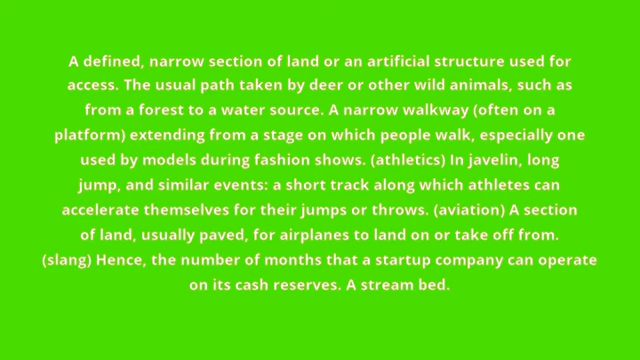 A defined, narrow section of land or an artificial structure used for
access. The usual path taken by deer or other wild animals, such as
from a forest to a water source. A narrow walkway (often on a
platform) extending from a stage on which people walk, especially one
used by models during fashion shows. (athletics) In javelin, long
jump, and similar events: a short track along which athletes can
accelerate themselves for their jumps or throws. (aviation) A section
of land, usually paved, for airplanes to land on or take off from.
(slang) Hence, the number of months that a startup company can operate
on its cash reserves. A stream bed.